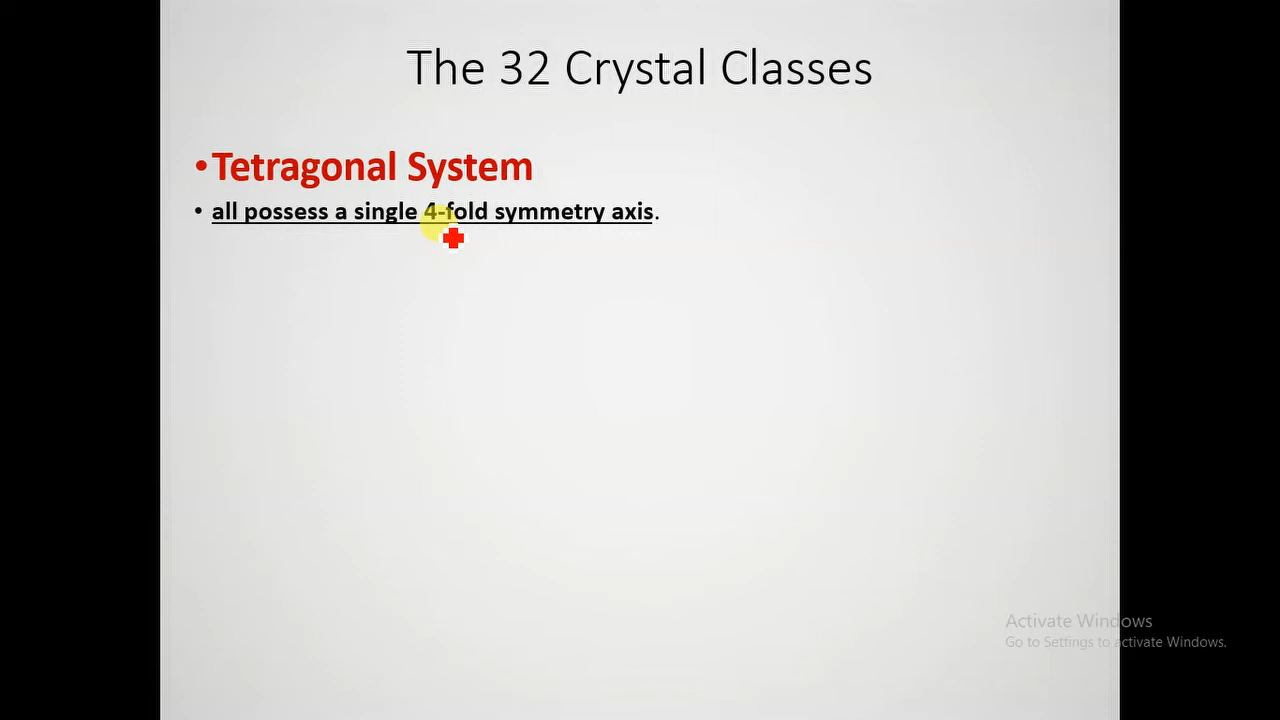 The 32 Crystal Classes
•Tetragonal System
• all possess a single 4-fold symmetry axis.
Activate Windows
Go to Settings to activate Windows.